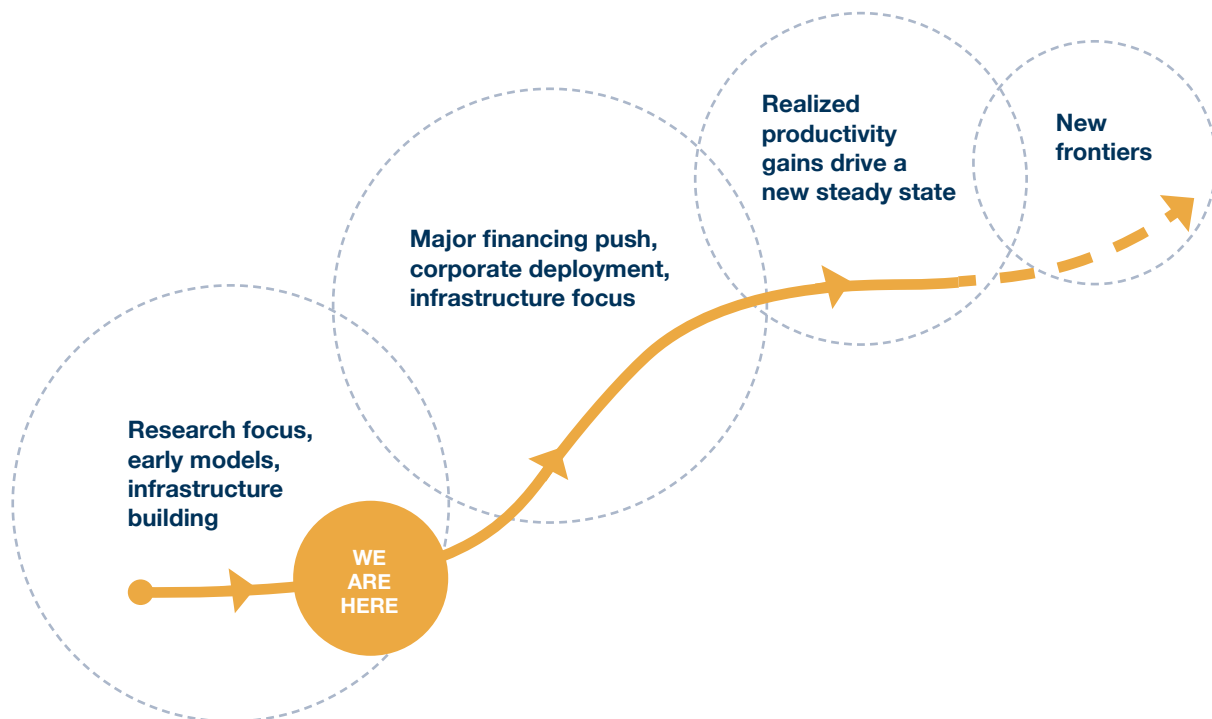 Research focus,
early models,
infrastructure
building
WE
ARE
HERE
Major financing push,
corporate deployment,
infrastructure focus
Realized
productivity
gains drive a
new steady state
New
frontiers